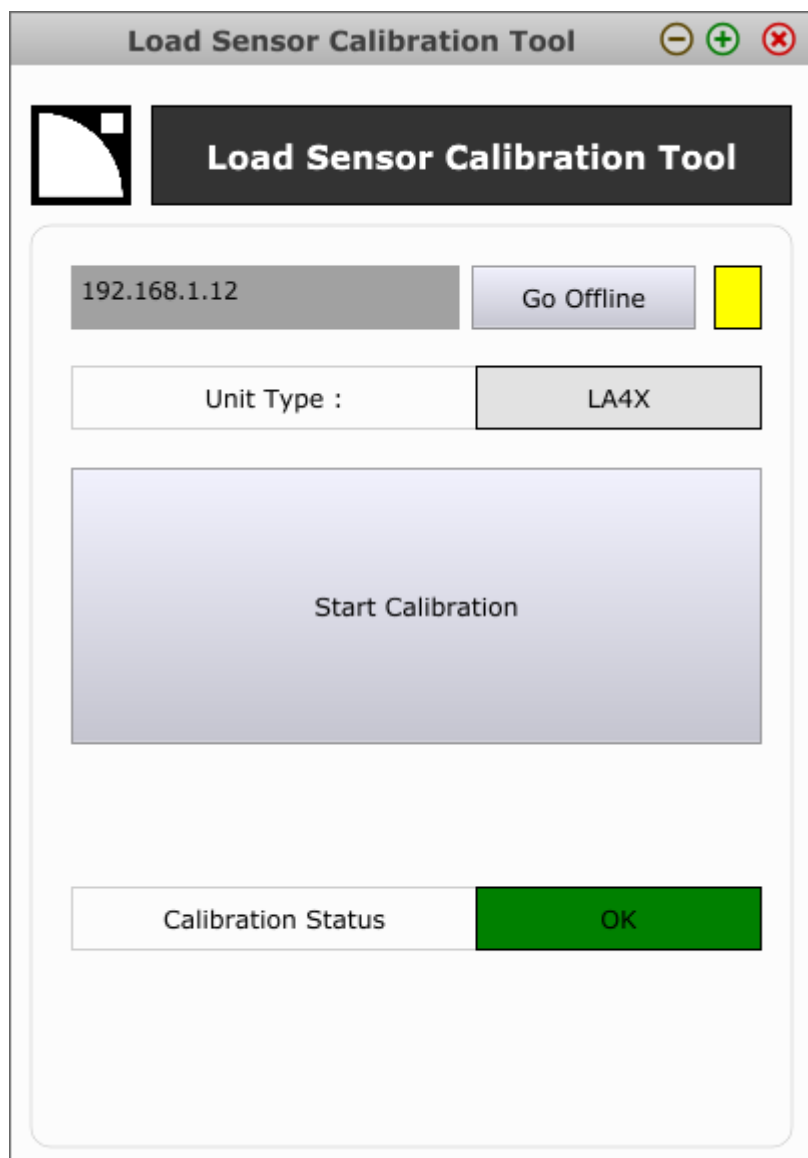 Load Sensor Calibration Tool
Load Sensor Calibration Tool
192.168.1.12
Go Offline
Unit Type :
LA4X
Start Calibration
Calibration Status
OK